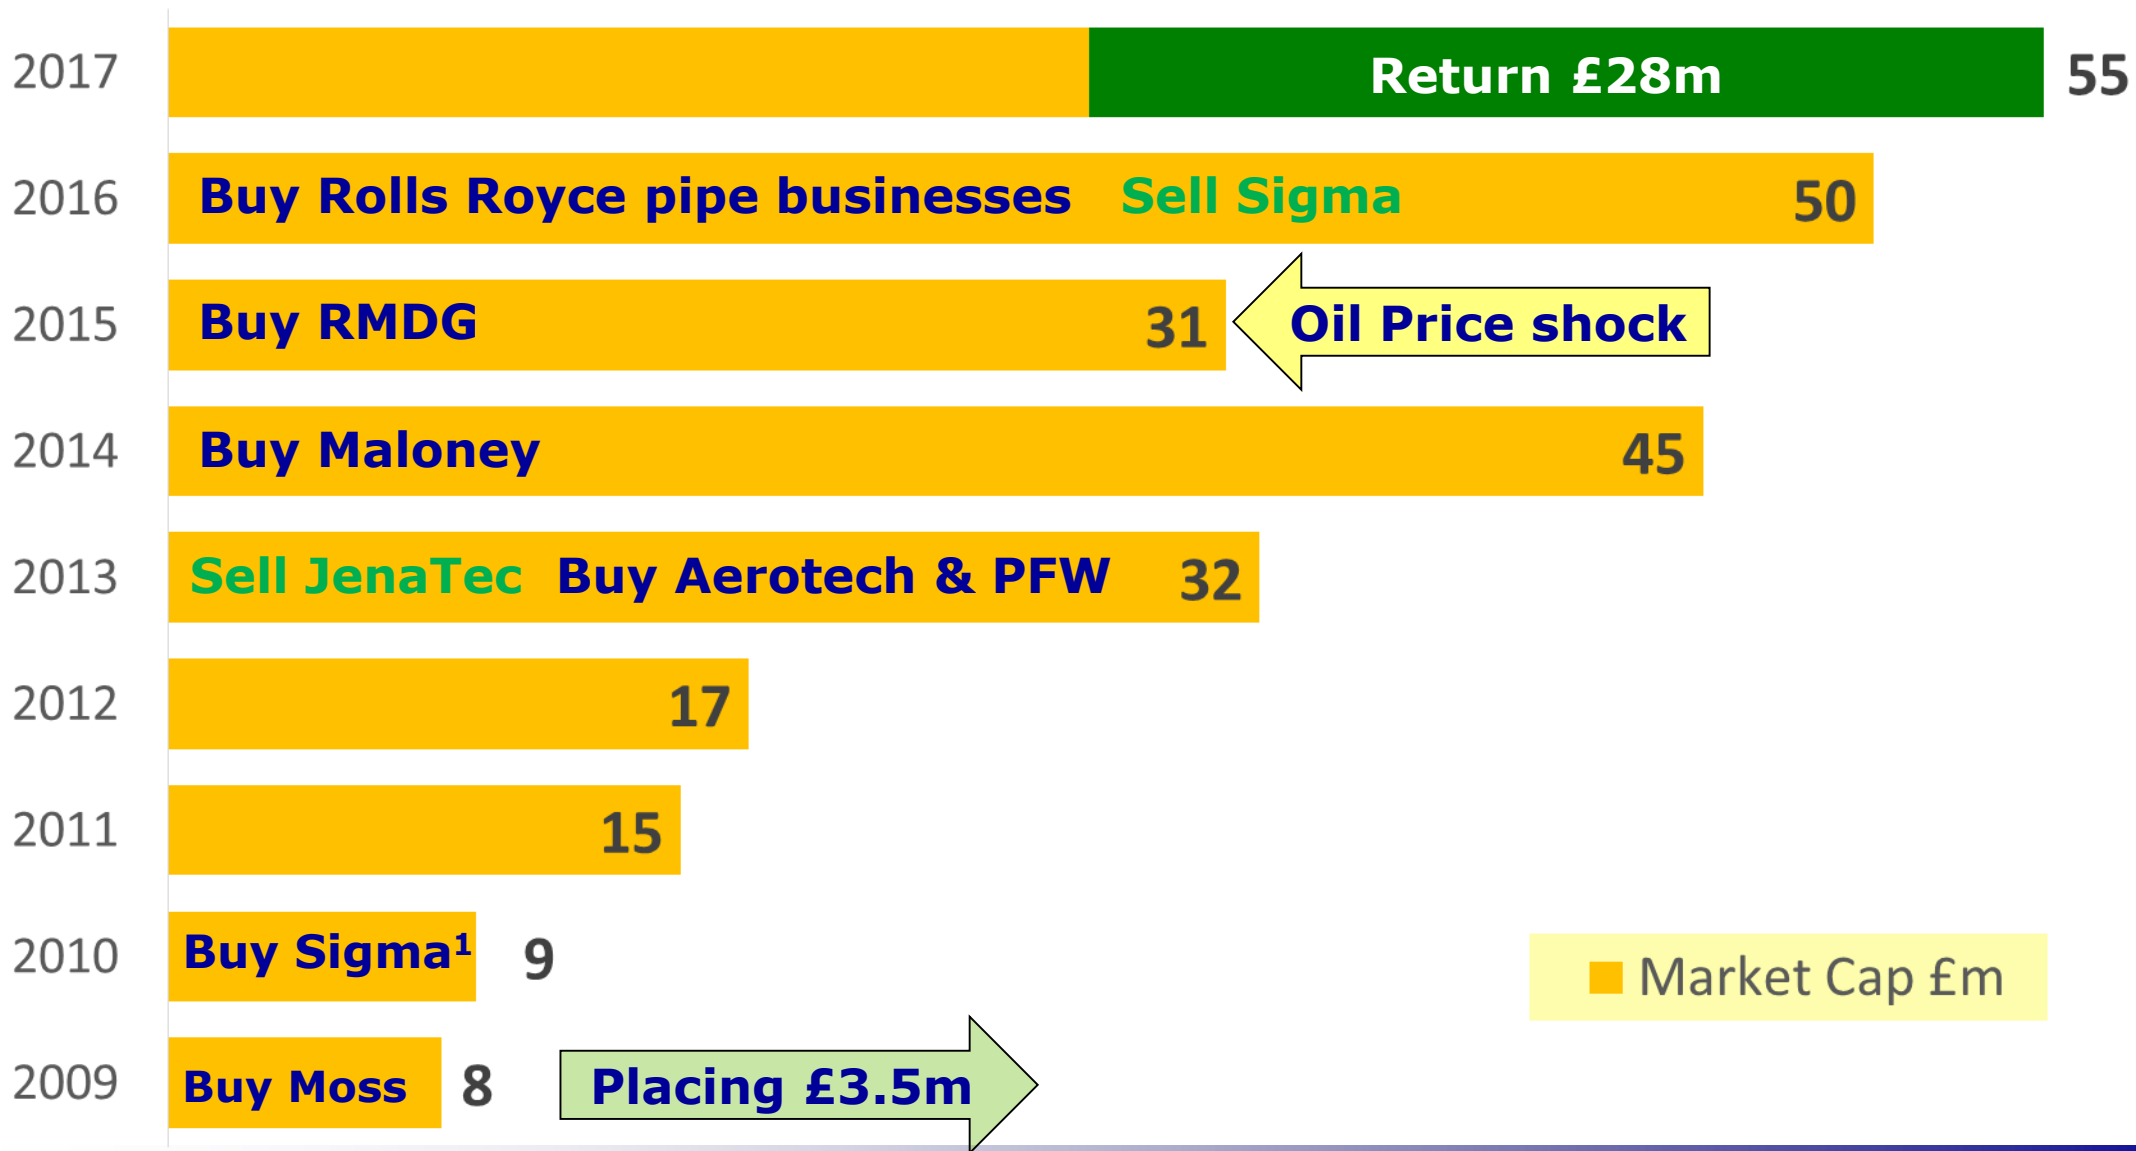 2017 Return £28m 55
2016 Buy Rolls Royce pipe businesses Sell Sigma 50
2015 Buy RMDG 31 Oil Price shock
2014 Buy Maloney 45
2013 Sell JenaTec Buy Aerotech & PFW 32
2012 17
2011 15
2010 Buy Sigma¹ 9
Market Cap £m
2009 Buy Moss 8 Placing £3.5m